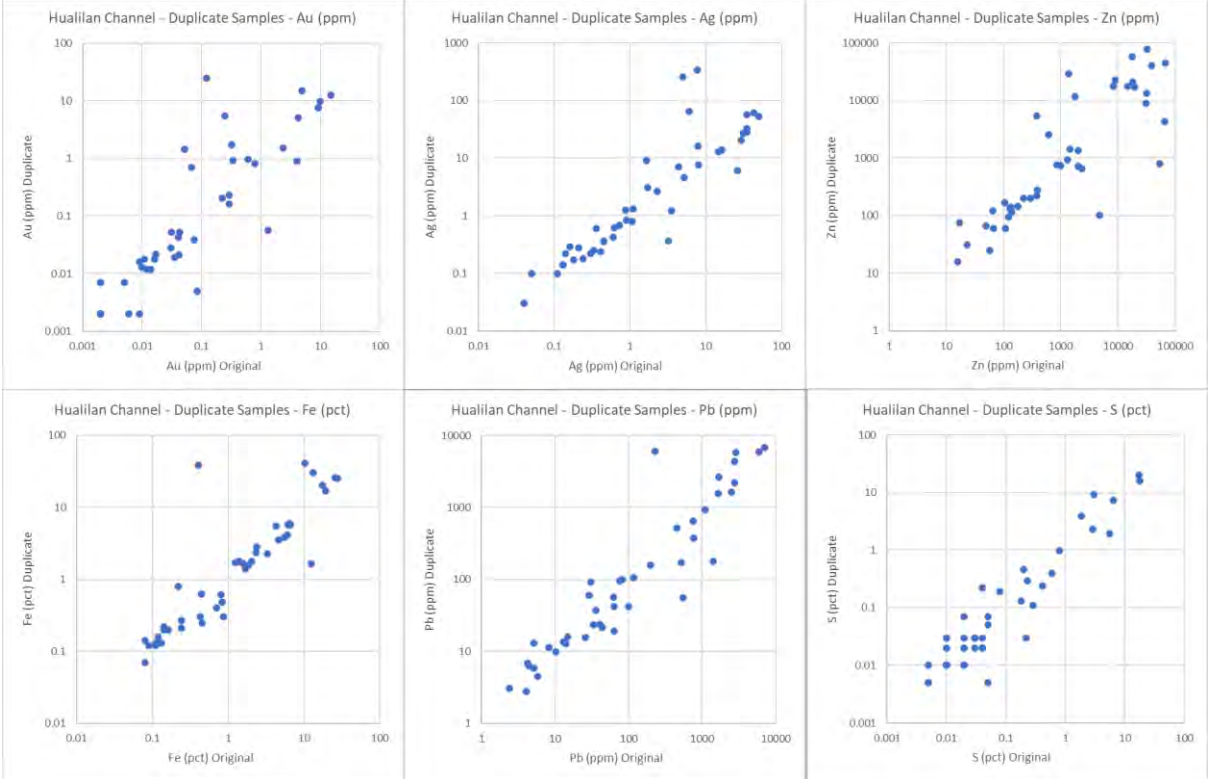 Hualilan Channel - Duplicate Samples - Au (ppm)
Au (ppm) Duplicate
100
10
1
0.1
0.01
0.001
0.001 0.01 0.1 1 10 100
Au (ppm) Original
Hualilan Channel - Duplicate Samples - Ag (ppm)
Ag (ppm) Duplicate
1000
100
10
1
0.1
0.01
0.01 0.1 1 10 100
Ag (ppm) Original
Hualilan Channel - Duplicate Samples - Zn (ppm)
Zn (ppm) Duplicate
100000
10000
1000
100
10
1
1 10 100 1000 10000 100000
Zn (ppm) Original
Hualilan Channel - Duplicate Samples - Fe (pct)
Fe (pct) Duplicate
100
10
1
0.1
0.01
0.01 0.1 1 10 100
Fe (pct) Original
Hualilan Channel - Duplicate Samples - Pb (ppm)
Pb (ppm) Duplicate
10000
1000
100
10
1
1 10 100 1000 10000
Pb (ppm) Original
Hualilan Channel - Duplicate Samples - S (pct)
S (pct) Duplicate
100
10
1
0.1
0.01
0.001
0.001 0.01 0.1 1 10 100
S (pct) Original